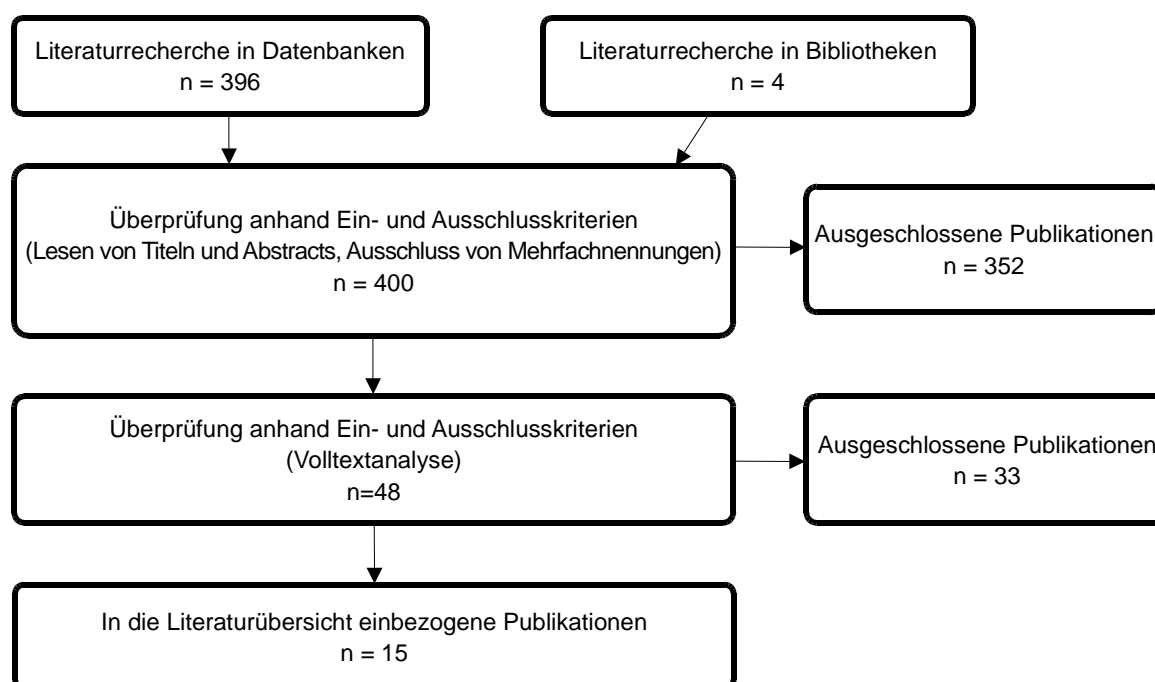 Literaturrecherche in Datenbanken
n = 396
Literaturrecherche in Bibliotheken
n = 4
Überprüfung anhand Ein- und Ausschlusskriterien
(Lesen von Titeln und Abstracts, Ausschluss von Mehrfachnennungen)
n = 400
Ausgeschlossene Publikationen
n = 352
Überprüfung anhand Ein- und Ausschlusskriterien
(Volltextanalyse)
n=48
Ausgeschlossene Publikationen
n = 33
In die Literaturübersicht einbezogene Publikationen
n = 15